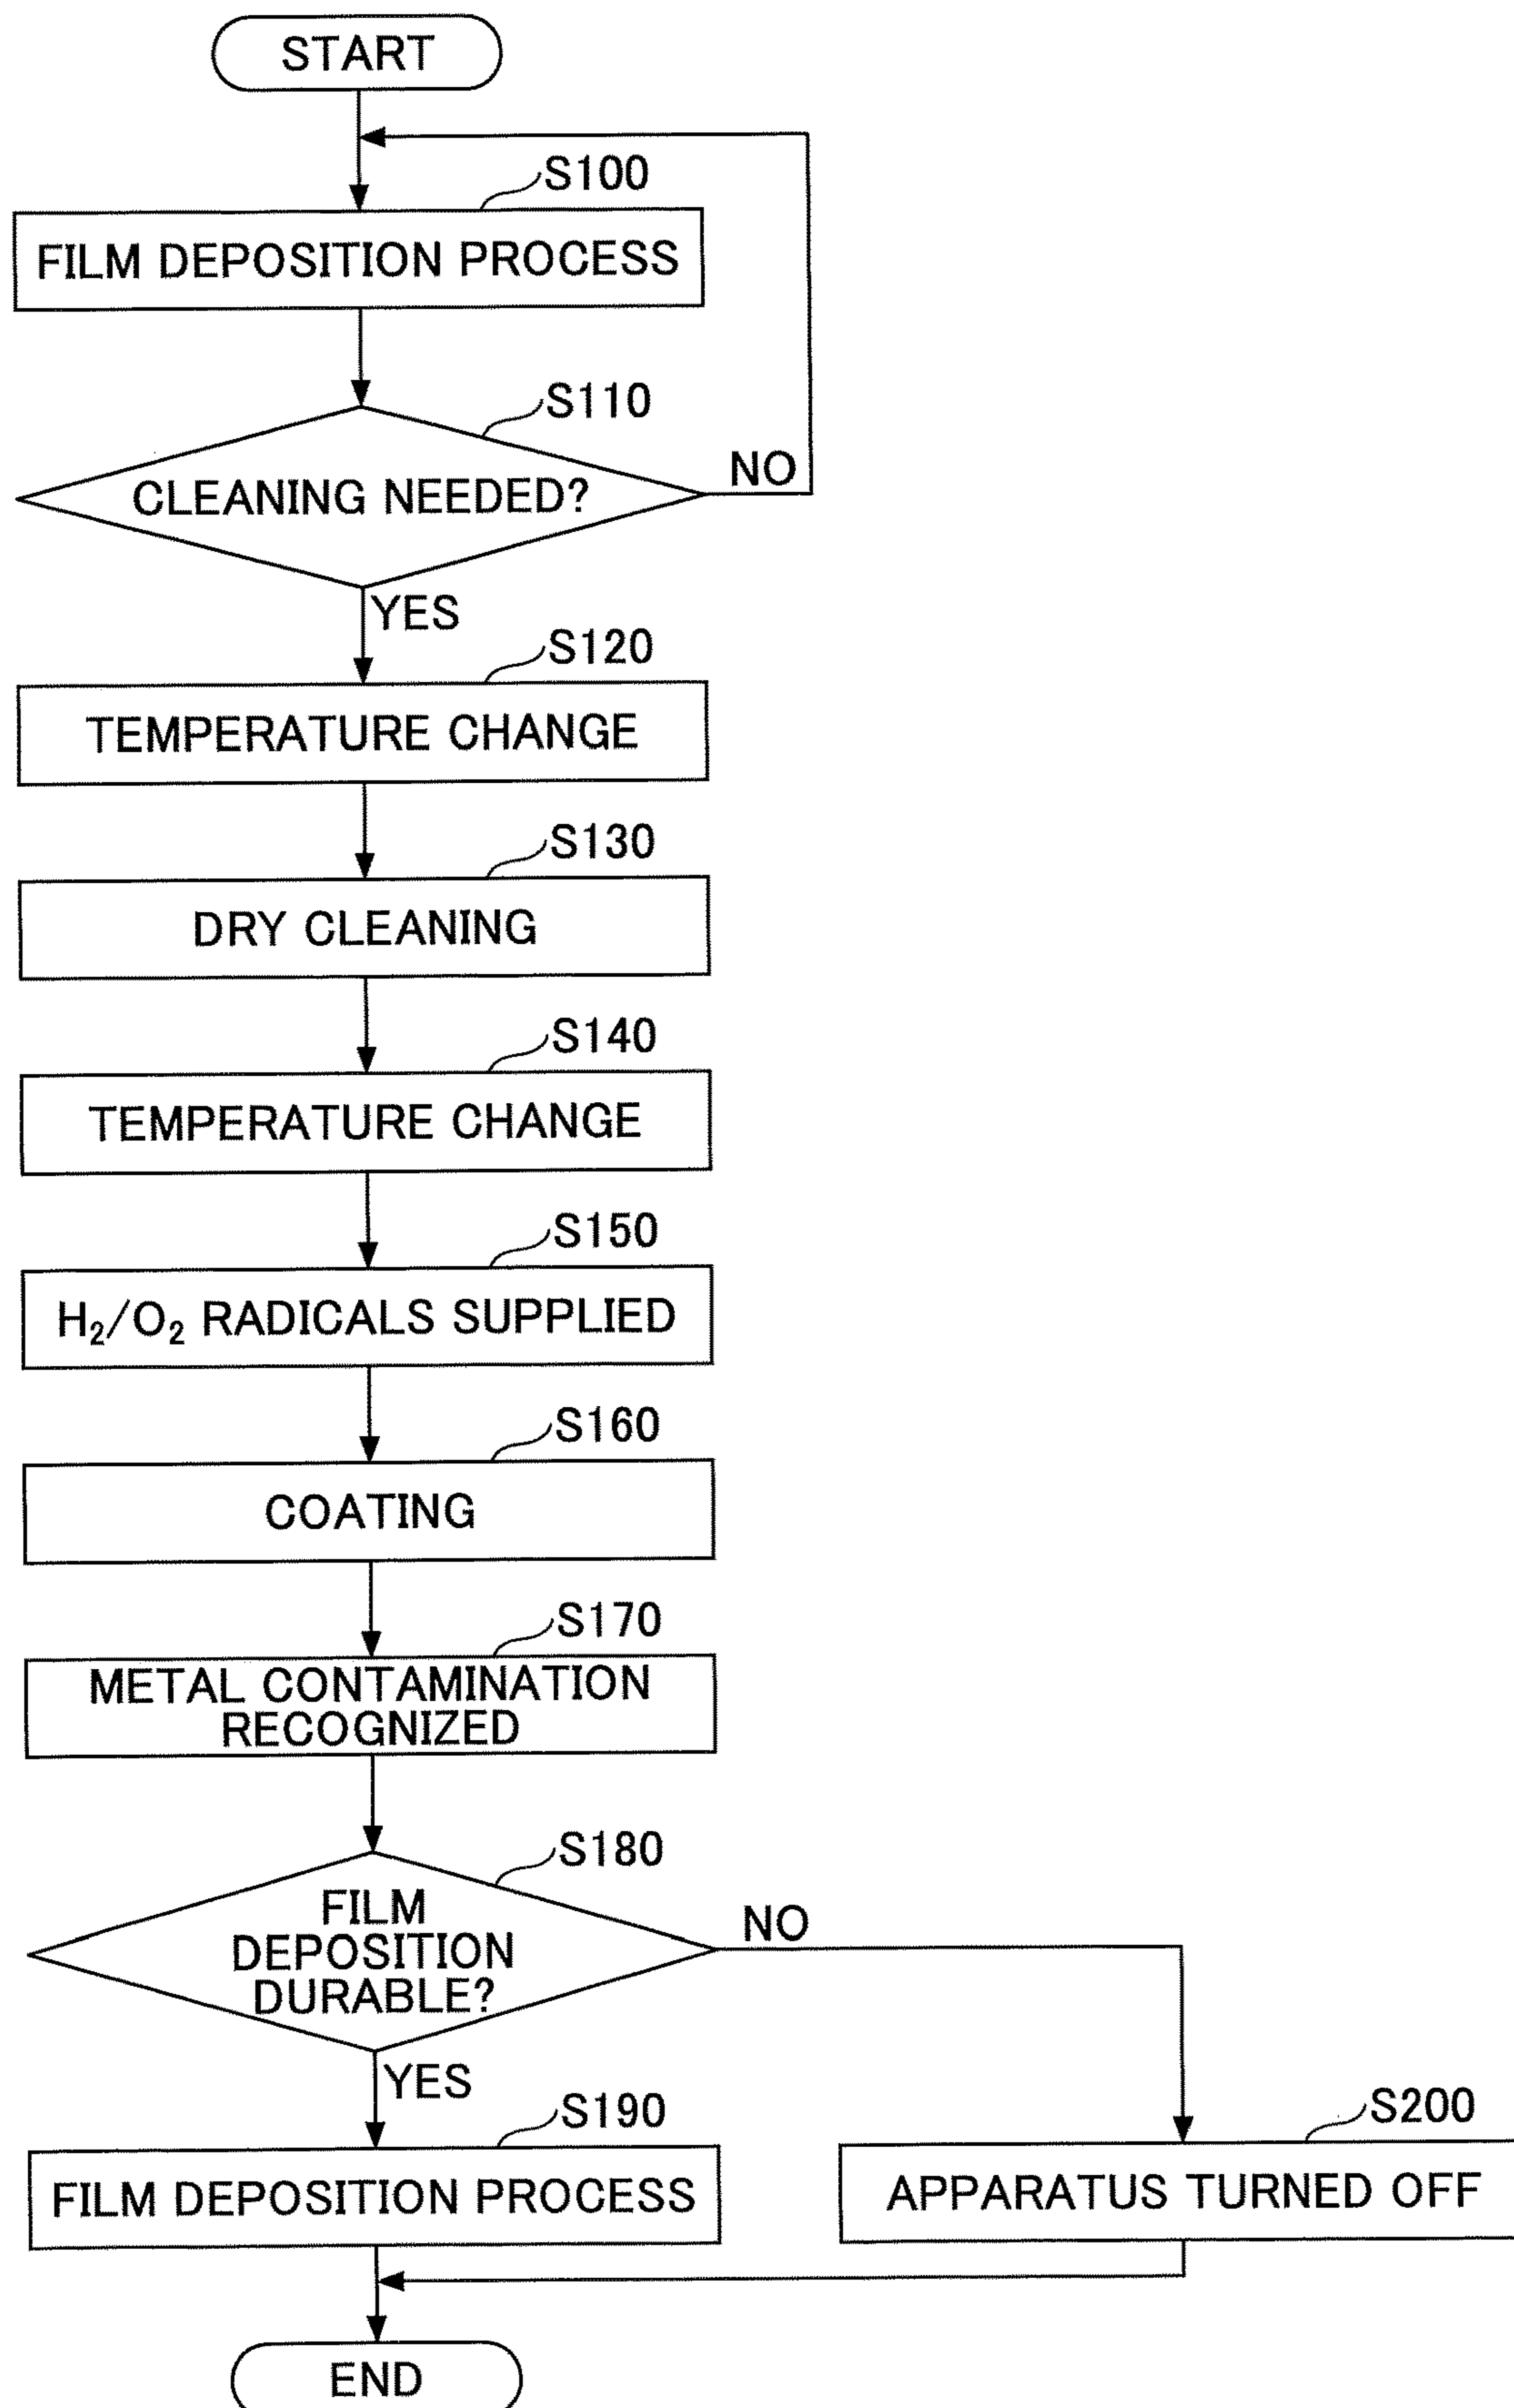 START
S100
FILM DEPOSITION PROCESS
S110
CLEANING NEEDED?
NO
YES
S120
TEMPERATURE CHANGE
S130
DRY CLEANING
S140
TEMPERATURE CHANGE
S150
H₂/O₂ RADICALS SUPPLIED
S160
COATING
S170
METAL CONTAMINATION
RECOGNIZED
S180
FILM
DEPOSITION
DURABLE?
NO
YES
S190
FILM DEPOSITION PROCESS
S200
APPARATUS TURNED OFF
END